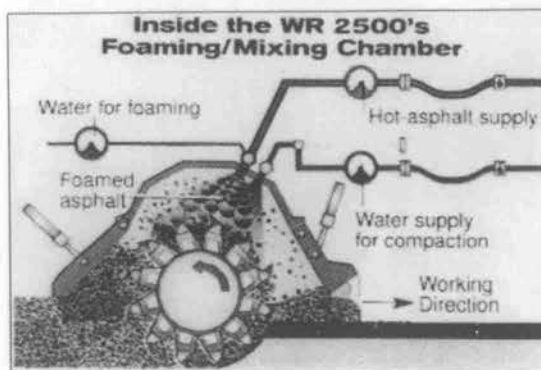 Inside the WR 2500's
Foaming/Mixing Chamber
Water for foaming
Hot-asphalt supply
Foamed
asphalt
Water supply
for compaction
Working
Direction